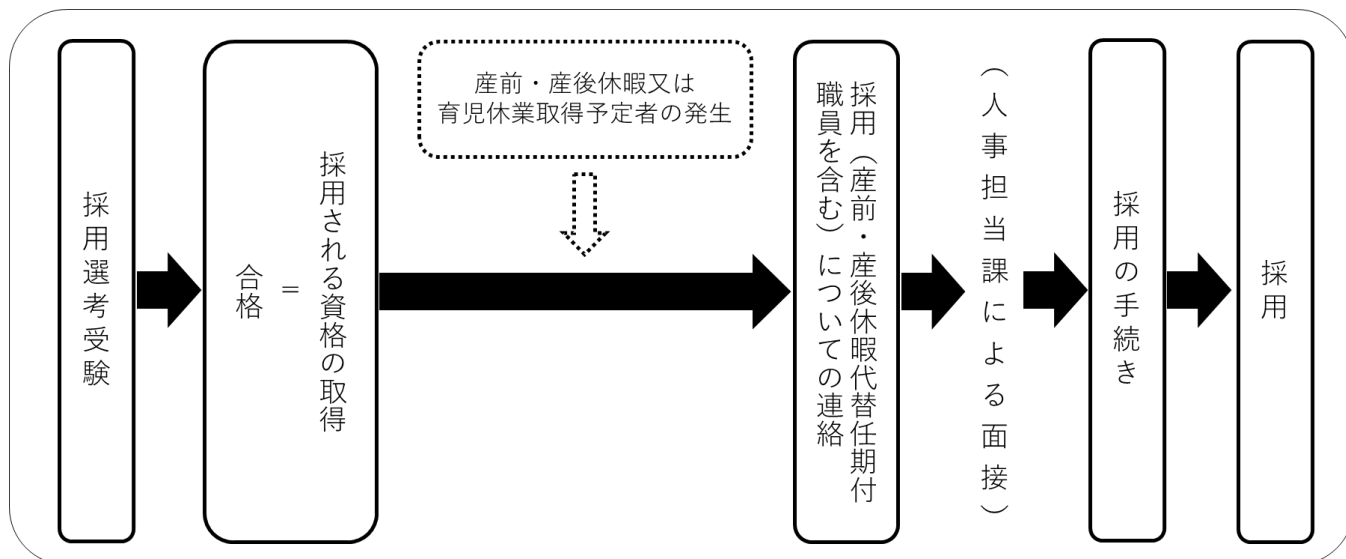 採用選考受験
合格
＝
採用される資格の取得
産前・産後休暇又は
育児休業取得予定者の発生
採用（産前・産後休暇代替任期付
職員を含む）についての連絡
（人事担当課による面接）
採用の手続き
採用